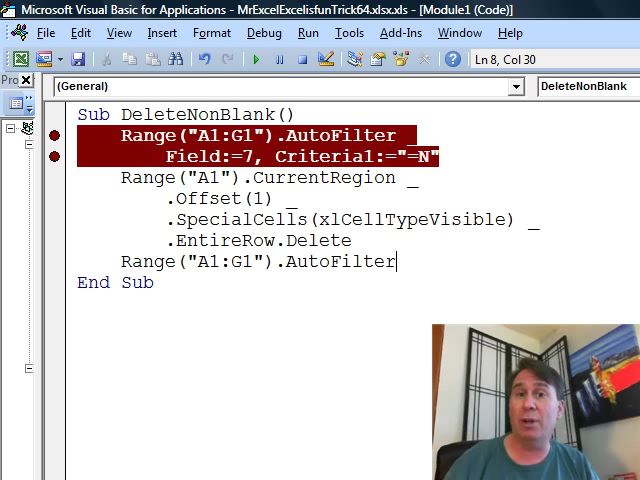 Microsoft Visual Basic for Applications - MrExcelExcelisfunTrick64.xlsx.xls - [Module1 (Code)]
File Edit View Insert Format Debug Run Tools Add-Ins Window Help
Ln 8, Col 30
Pro
(General) DeleteNonBlank
Sub DeleteNonBlank()
Range("A1:G1").AutoFilter _
Field:=7, Criteria1:="=N"
Range("A1").CurrentRegion _
.Offset(1) _
.SpecialCells(xlCellTypeVisible) _
.EntireRow.Delete
Range("A1:G1").AutoFilter
End Sub